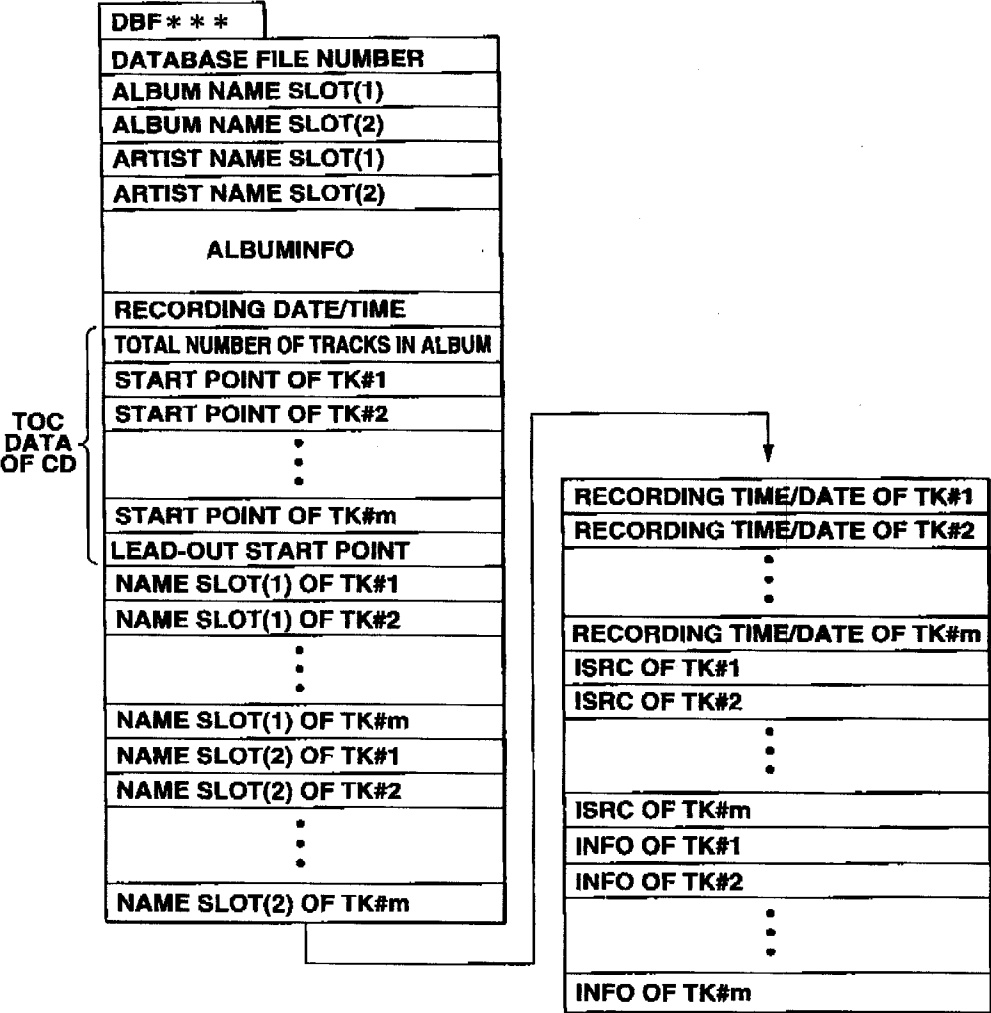 DBF＊＊＊
DATABASE FILE NUMBER
ALBUM NAME SLOT(1)
ALBUM NAME SLOT(2)
ARTIST NAME SLOT(1)
ARTIST NAME SLOT(2)
ALBUMINFO
RECORDING DATE/TIME
TOTAL NUMBER OF TRACKS IN ALBUM
START POINT OF TK#1
START POINT OF TK#2
START POINT OF TK#m
LEAD-OUT START POINT
TOC
DATA
OF CD
NAME SLOT(1) OF TK#1
NAME SLOT(1) OF TK#2
NAME SLOT(1) OF TK#m
NAME SLOT(2) OF TK#1
NAME SLOT(2) OF TK#2
NAME SLOT(2) OF TK#m
RECORDING TIME/DATE OF TK#1
RECORDING TIME/DATE OF TK#2
RECORDING TIME/DATE OF TK#m
ISRC OF TK#1
ISRC OF TK#2
ISRC OF TK#m
INFO OF TK#1
INFO OF TK#2
INFO OF TK#m